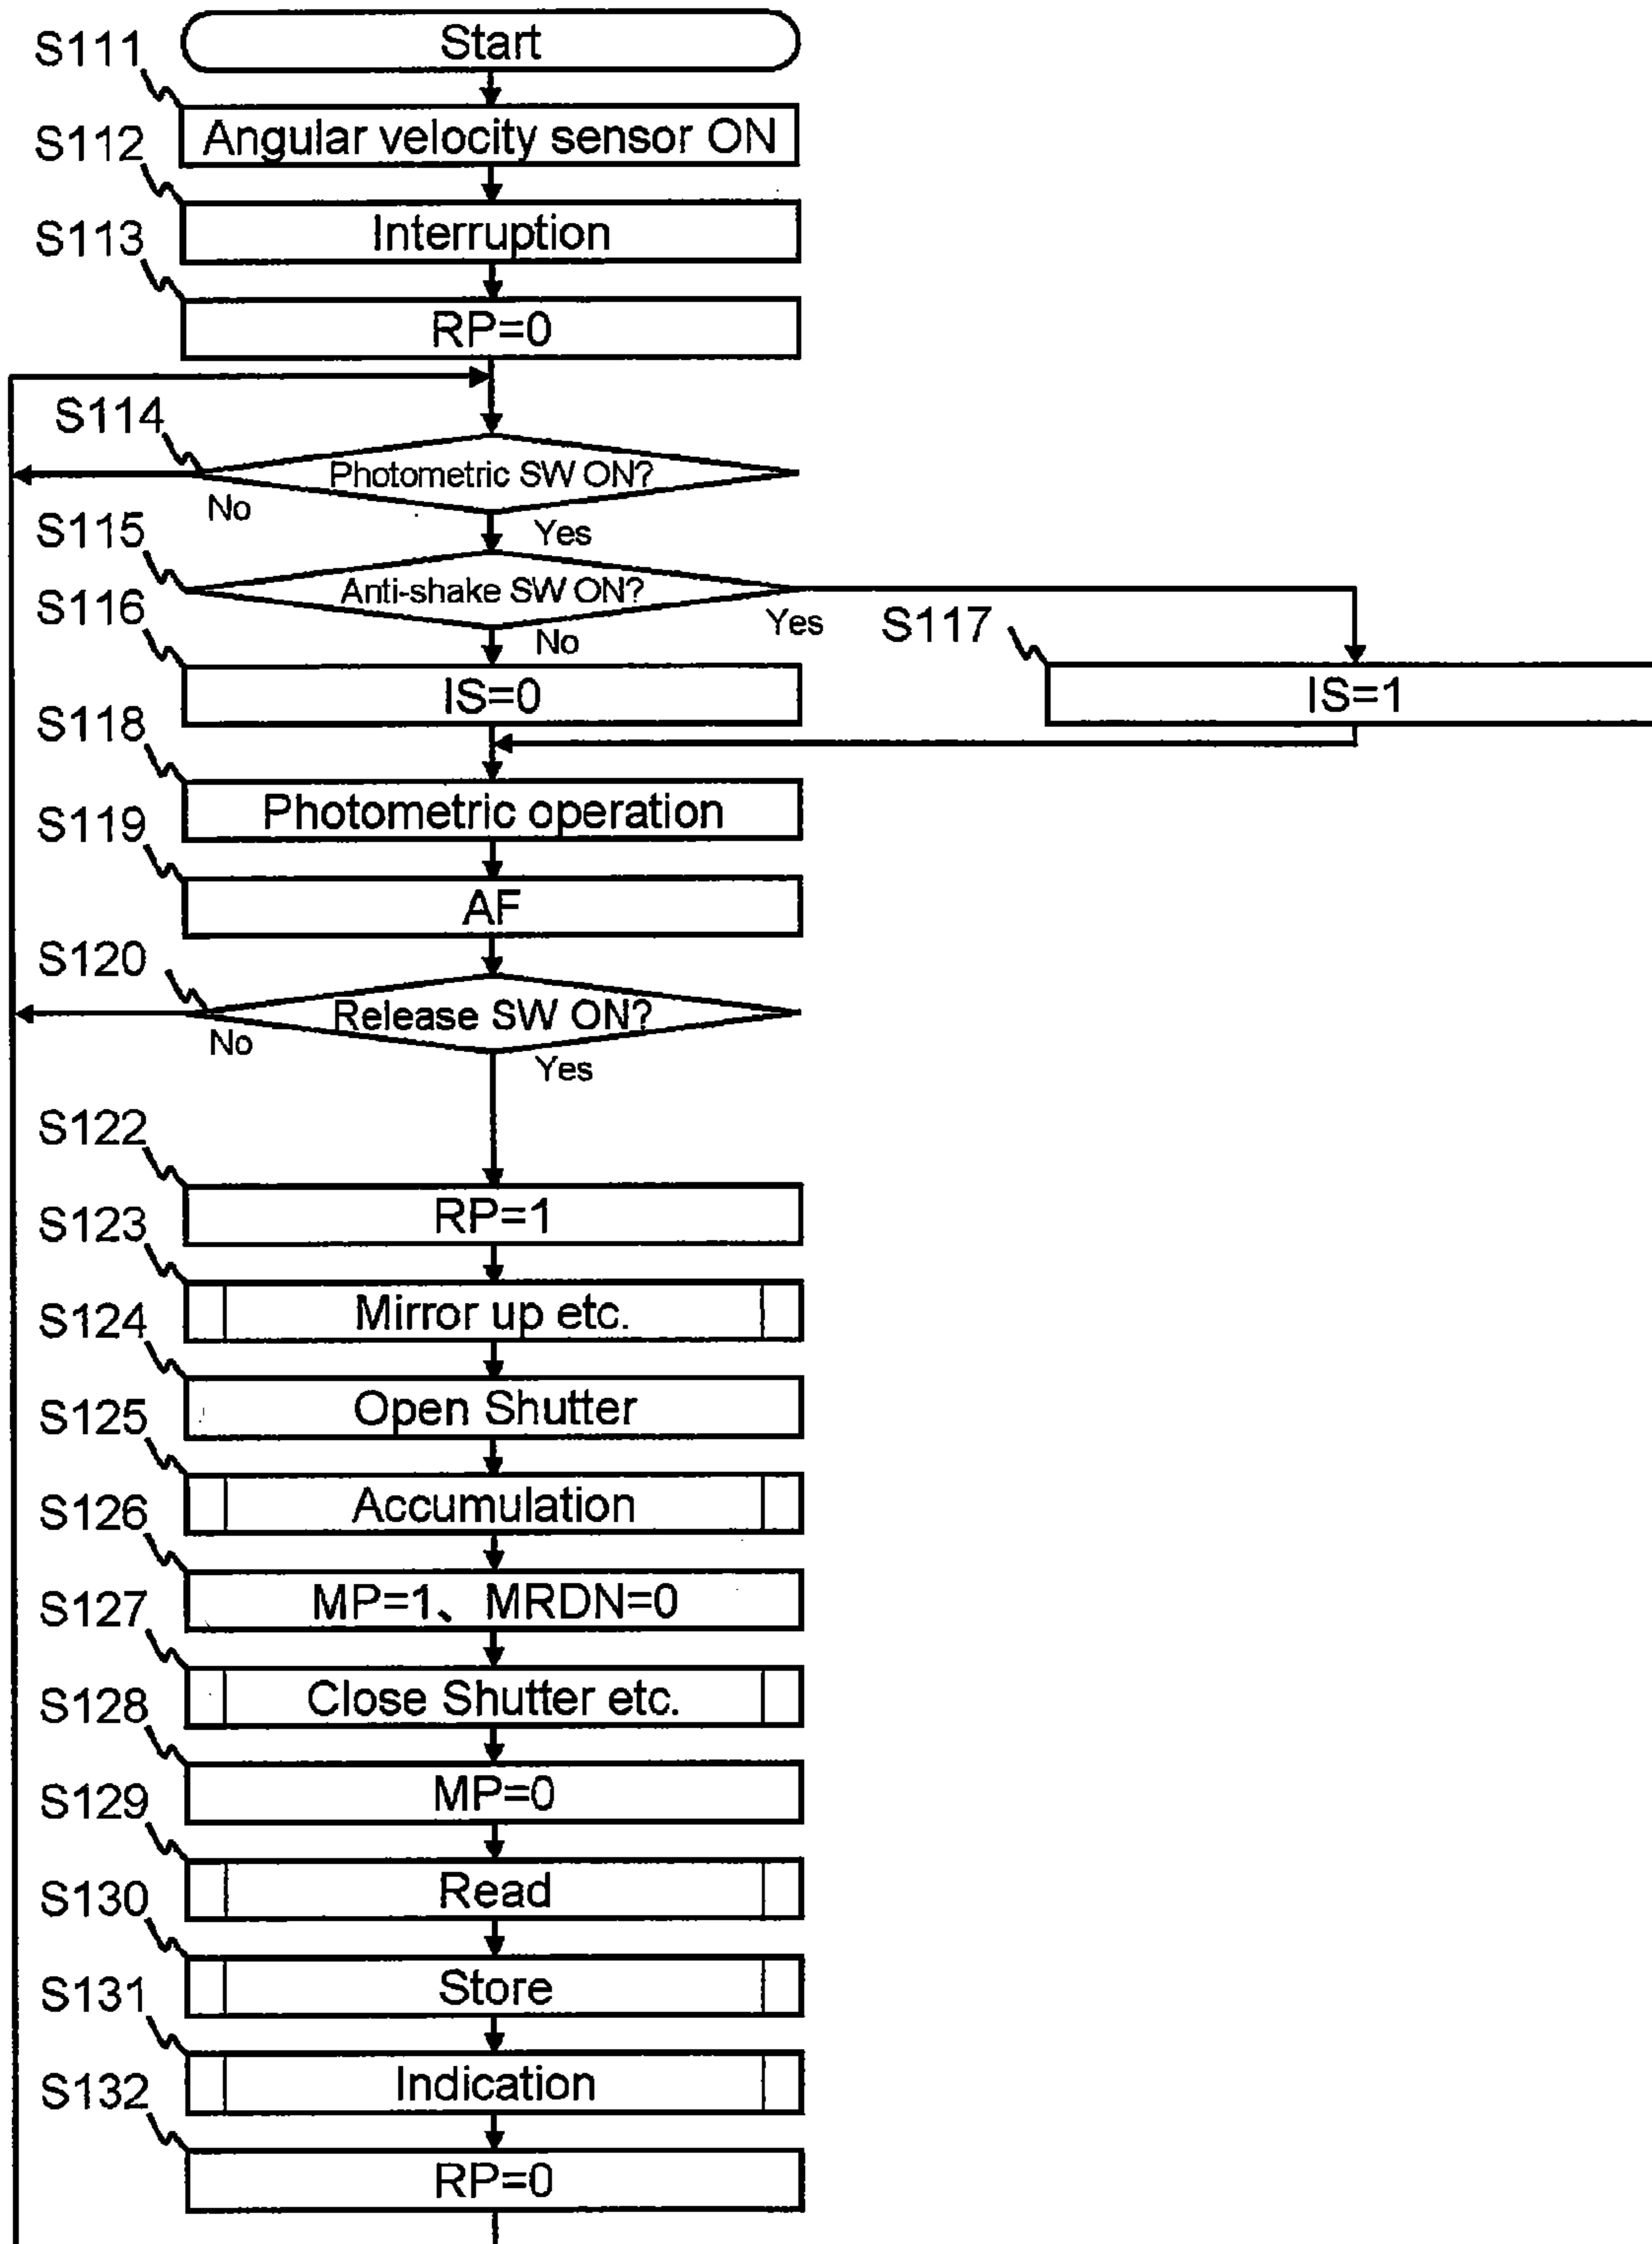 Start
S111
Angular velocity sensor ON
S112
Interruption
S113
RP=0
S114
Photometric SW ON?
No
Yes
S115
Anti-shake SW ON?
Yes
No
S116
IS=0
S117
IS=1
S118
Photometric operation
S119
AF
S120
Release SW ON?
No
Yes
S122
RP=1
S123
Mirror up etc.
S124
Open Shutter
S125
Accumulation
S126
MP=1、MRDN=0
S127
Close Shutter etc.
S128
MP=0
S129
Read
S130
Store
S131
Indication
S132
RP=0